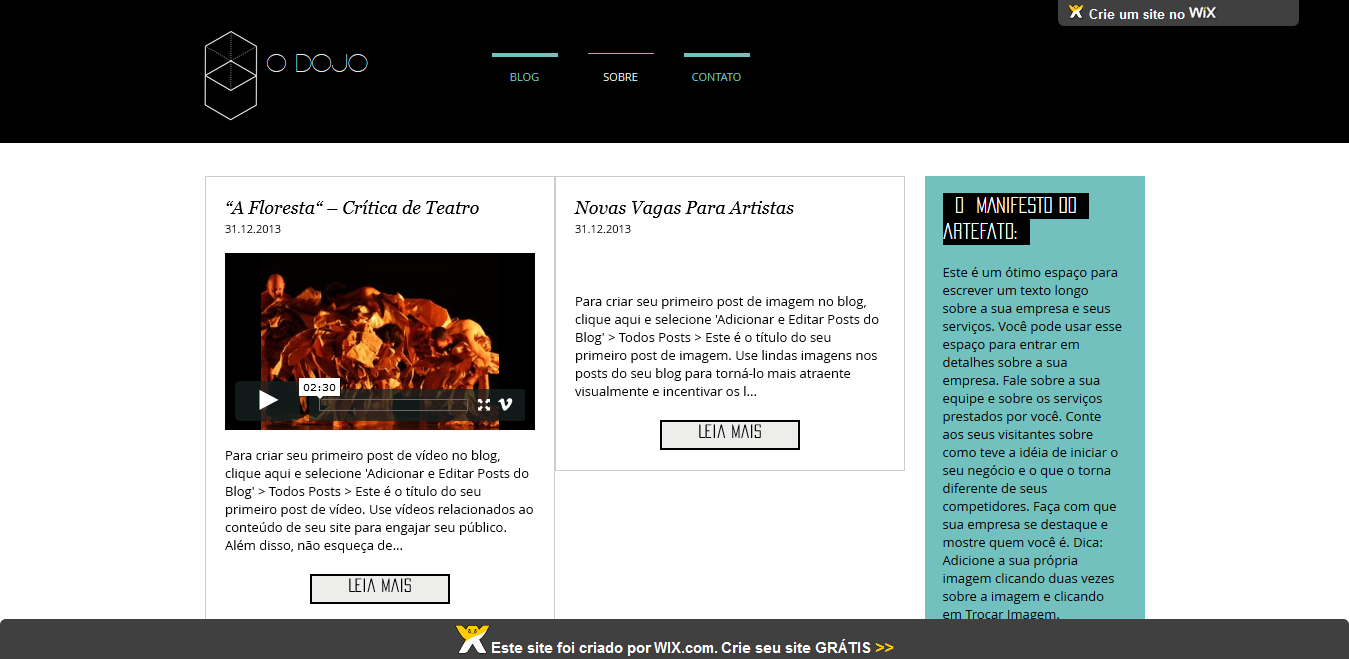 Crie um site no WiX
O DOJO
BLOG
SOBRE
CONTATO
“A Floresta“ – Crítica de Teatro
31.12.2013
02:30
Para criar seu primeiro post de vídeo no blog,
clique aqui e selecione 'Adicionar e Editar Posts do
Blog' > Todos Posts > Este é o título do seu
primeiro post de vídeo. Use vídeos relacionados ao
conteúdo de seu site para engajar seu público.
Além disso, não esqueça de...
LEIA MAIS
Novas Vagas Para Artistas
31.12.2013
Para criar seu primeiro post de imagem no blog,
clique aqui e selecione 'Adicionar e Editar Posts do
Blog' > Todos Posts > Este é o título do seu
primeiro post de imagem. Use lindas imagens nos
posts do seu blog para torná-lo mais atraente
visualmente e incentivar os l...
LEIA MAIS
O MANIFESTO DO
ARTEFATO:
Este é um ótimo espaço para
escrever um texto longo
sobre a sua empresa e seus
serviços. Você pode usar esse
espaço para entrar em
detalhes sobre a sua
empresa. Fale sobre a sua
equipe e sobre os serviços
prestados por você. Conte
aos seus visitantes sobre
como teve a idéia de iniciar o
seu negócio e o que o torna
diferente de seus
competidores. Faça com que
sua empresa se destaque e
mostre quem você é. Dica:
Adicione a sua própria
imagem clicando duas vezes
sobre a imagem e clicando
em Trocar Imagem.
Este site foi criado por WIX.com. Crie seu site GRÁTIS >>